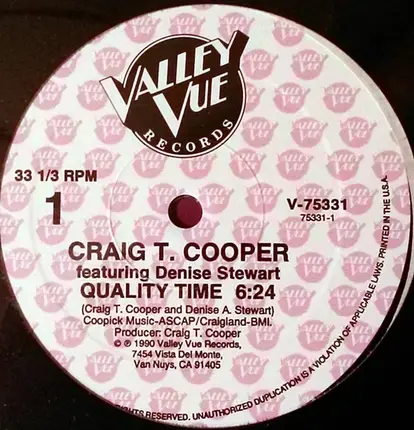 VALLEY
VUE
RECORDS
33 1/3 RPM
1
V-75331
75331-1
CRAIG T. COOPER
featuring Denise Stewart
QUALITY TIME 6:24
(Craig T. Cooper and Denise A. Stewart)
Coopick Music-ASCAP/Craigland-BMI.
Producer: Craig T. Cooper
© ℗ 1990 Valley Vue Records,
7454 Vista Del Monte,
Van Nuys, CA 91405
RIGHTS RESERVED. UNAUTHORIZED DUPLICATION IS A VIOLATION OF APPLICABLE LAWS. PRINTED IN THE U.S.A.